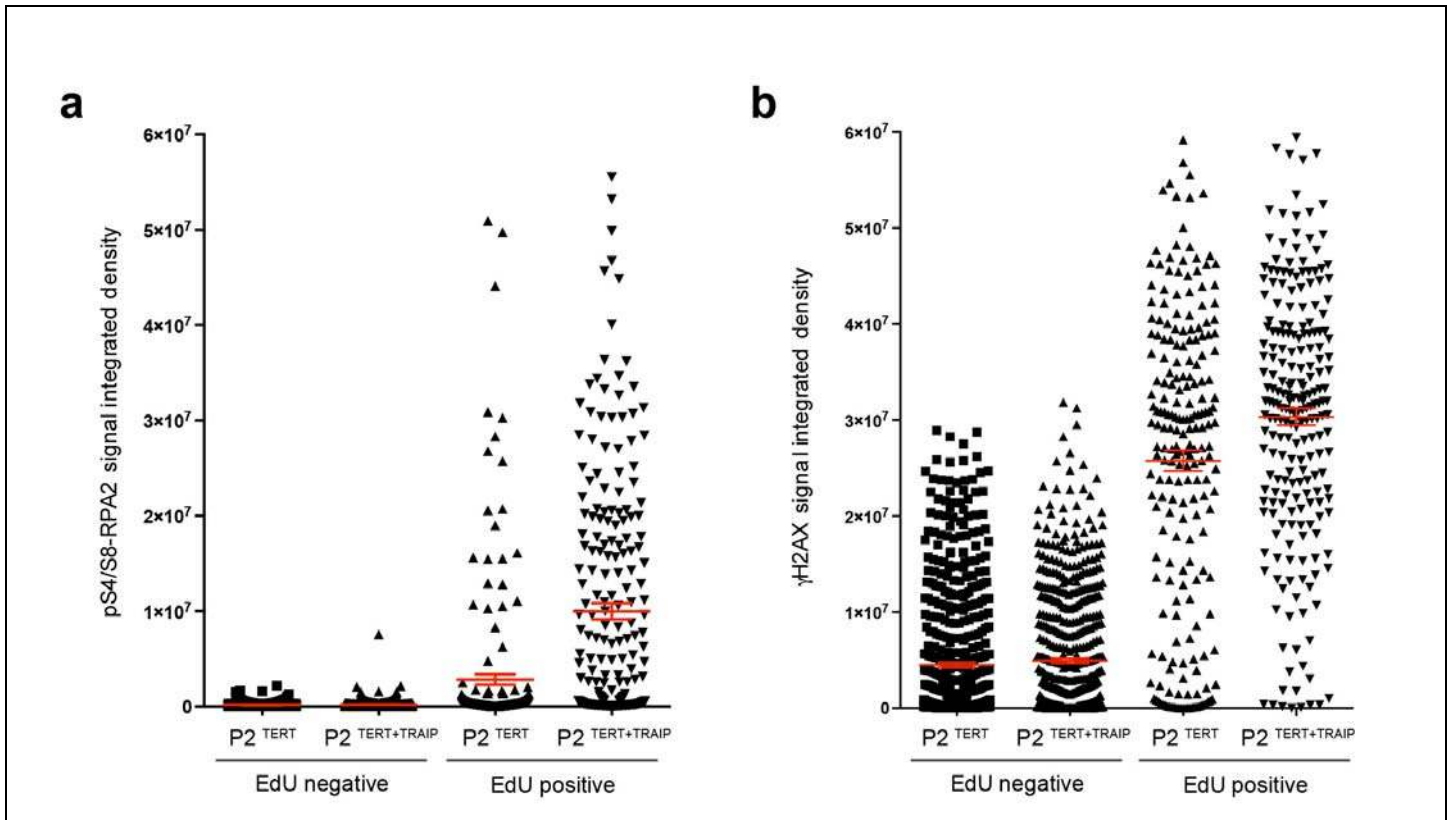 a
pS4/S8-RPA2 signal integrated density
6×10⁷
5×10⁷
4×10⁷
3×10⁷
2×10⁷
1×10⁷
0
P2 ᵀᴱᴿᵀ
P2 ᵀᴱᴿᵀ⁺ᵀᴿᴬᴵᴾ
P2 ᵀᴱᴿᵀ
P2 ᵀᴱᴿᵀ⁺ᵀᴿᴬᴵᴾ
EdU negative
EdU positive
b
γH2AX signal integrated density
6×10⁷
5×10⁷
4×10⁷
3×10⁷
2×10⁷
1×10⁷
0
P2 ᵀᴱᴿᵀ
P2 ᵀᴱᴿᵀ⁺ᵀᴿᴬᴵᴾ
P2 ᵀᴱᴿᵀ
P2 ᵀᴱᴿᵀ⁺ᵀᴿᴬᴵᴾ
EdU negative
EdU positive